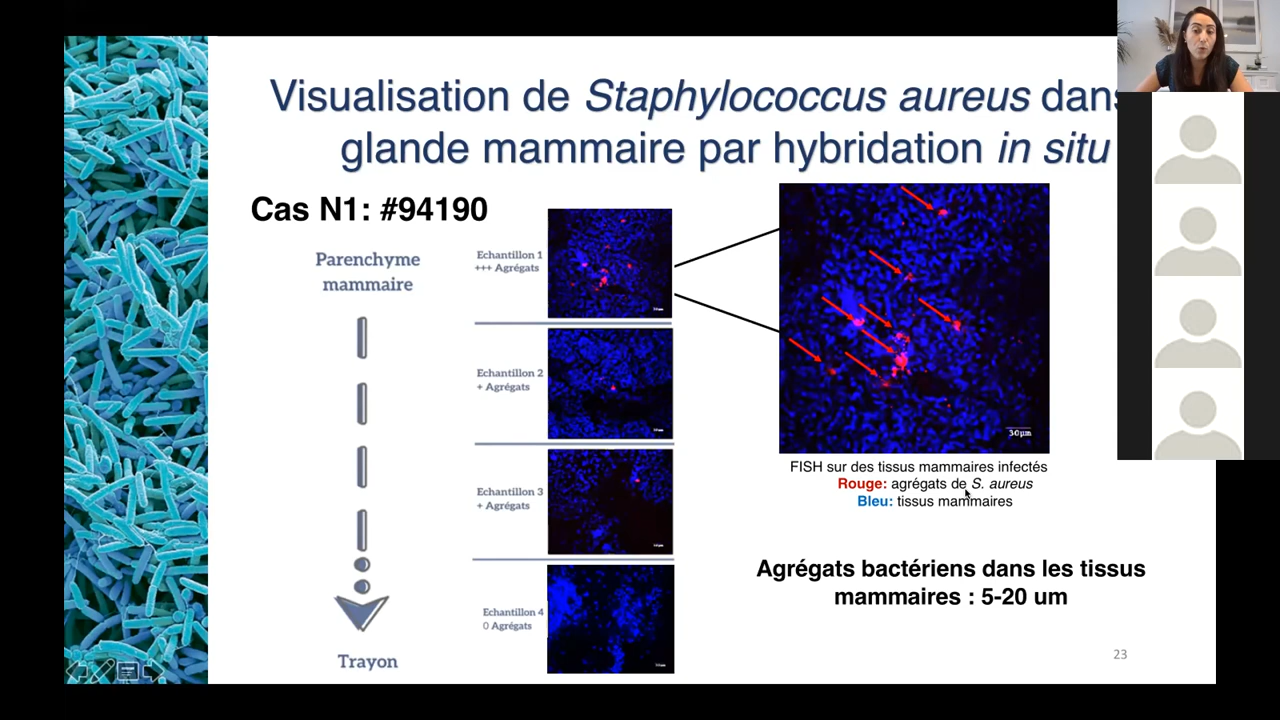 Visualisation de Staphylococcus aureus dans
glande mammaire par hybridation in situ
Cas N1: #94190
Parenchyme
mammaire
Trayon
Echantillon 1
+++ Agrégats
Echantillon 2
+ Agrégats
Echantillon 3
+ Agrégats
Echantillon 4
0 Agrégats
30µm
FISH sur des tissus mammaires infectés
Rouge: agrégats de S. aureus
Bleu: tissus mammaires
Agrégats bactériens dans les tissus
mammaires : 5-20 um
23